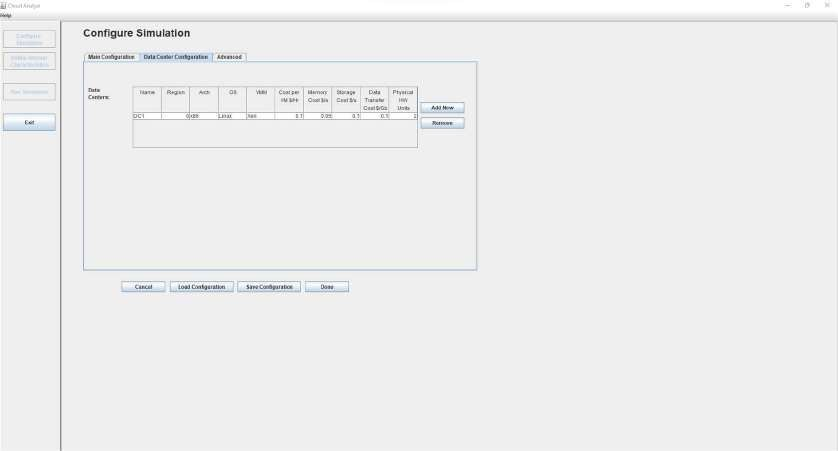 Cloud Analyst
Help
Configure Simulation
Configure
Simulation
Define Internet
Characteristics
Run Simulation
Exit
Main Configuration Data Center Configuration Advanced
Data
Centers:
Name Region Arch OS VMM Cost per Memory Storage Data Physical
VM $/Hr Cost $/s Cost $/s Transfer HW
Cost $/Gb Units
DC1 0 x86 Linux Xen 0.1 0.05 0.1 0.1 2
Add New
Remove
Cancel Load Configuration Save Configuration Done